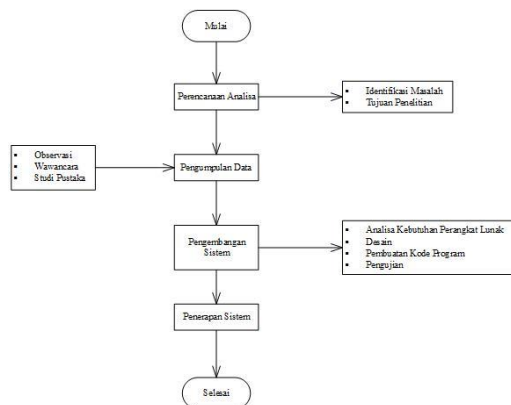 Mulai
Perencanaan Analisa
▪ Identifikasi Masalah
▪ Tujuan Penelitian
▪ Observasi
▪ Wawancara
▪ Studi Pustaka
Pengumpulan Data
Pengembangan
Sistem
▪ Analisa Kebutuhan Perangkat Lunak
▪ Desain
▪ Pembuatan Kode Program
▪ Pengujian
Penerapan Sistem
Selesai